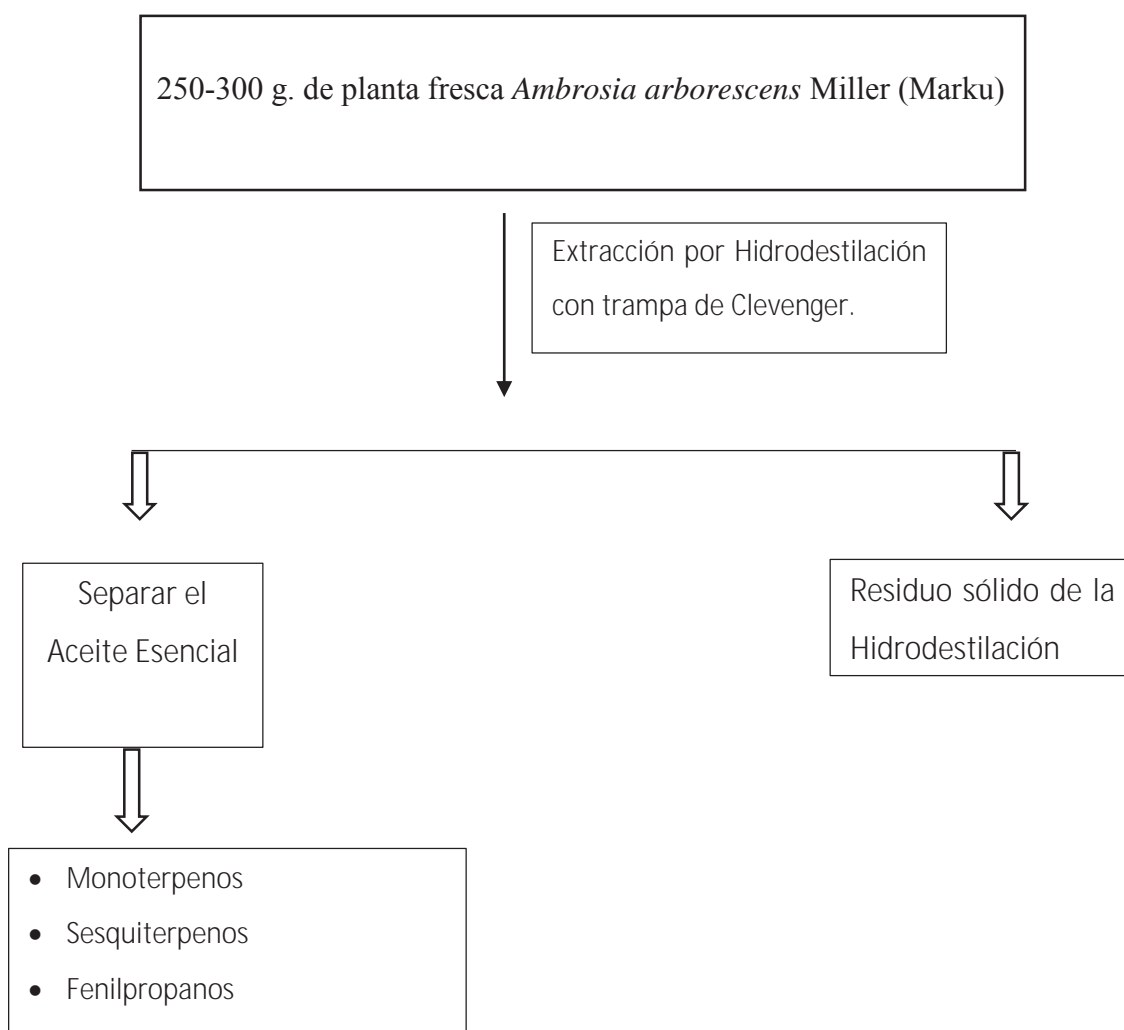 250-300 g. de planta fresca Ambrosia arborescens Miller (Marku)
Extracción por Hidrodestilación
con trampa de Clevenger.
Separar el
Aceite Esencial
Residuo sólido de la
Hidrodestilación
• Monoterpenos
• Sesquiterpenos
• Fenilpropanos